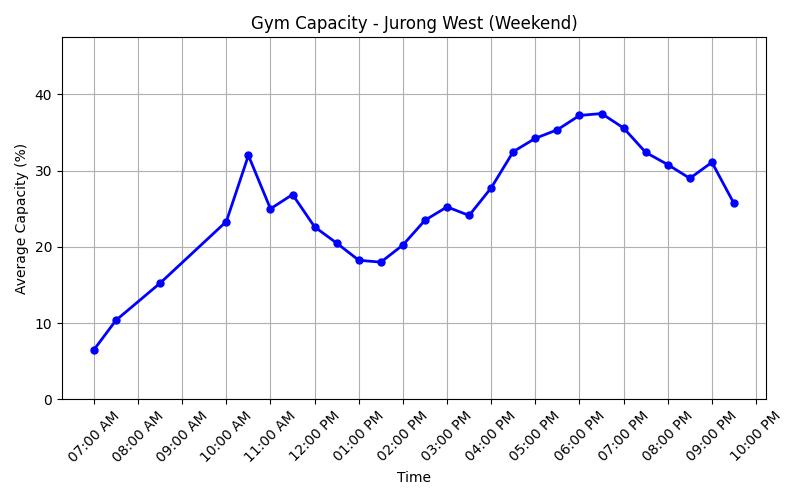 Gym Capacity - Jurong West (Weekend)
Average Capacity (%)
40
30
20
10
0
07:00 AM
08:00 AM
09:00 AM
10:00 AM
11:00 AM
12:00 PM
01:00 PM
02:00 PM
03:00 PM
04:00 PM
05:00 PM
06:00 PM
07:00 PM
08:00 PM
09:00 PM
10:00 PM
Time